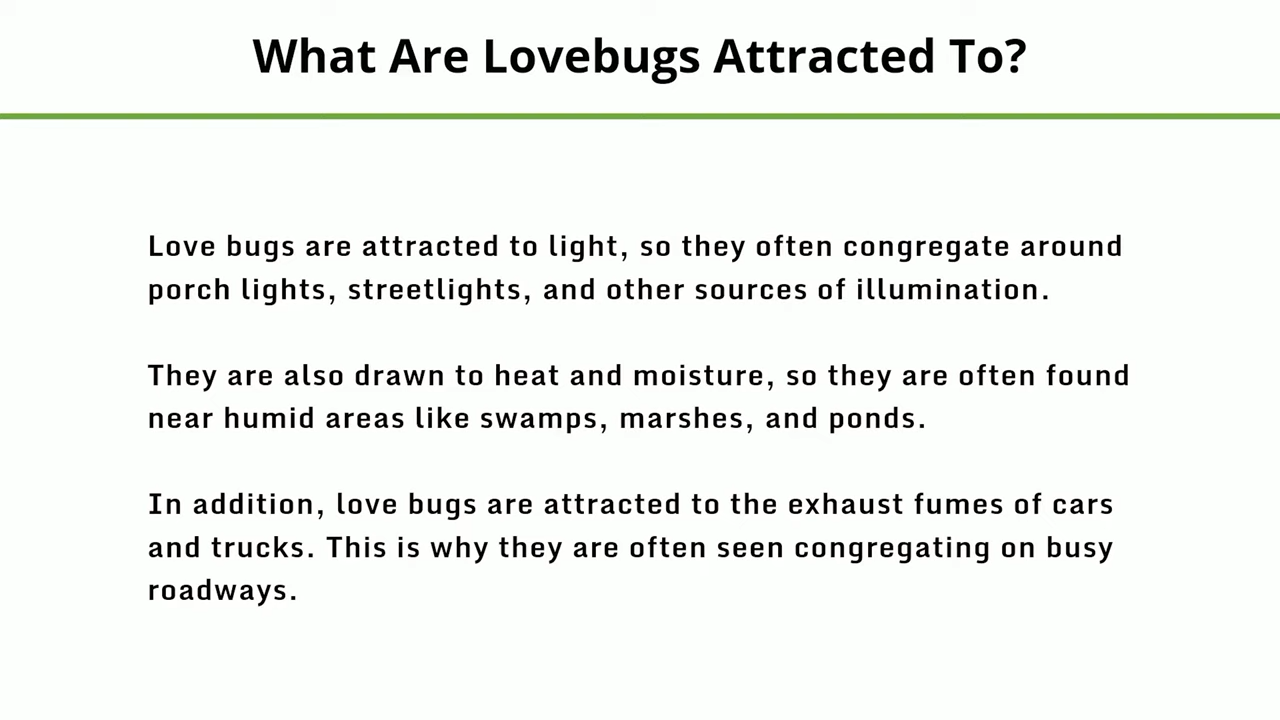 What Are Lovebugs Attracted To?
Love bugs are attracted to light, so they often congregate around
porch lights, streetlights, and other sources of illumination.
They are also drawn to heat and moisture, so they are often found
near humid areas like swamps, marshes, and ponds.
In addition, love bugs are attracted to the exhaust fumes of cars
and trucks. This is why they are often seen congregating on busy
roadways.